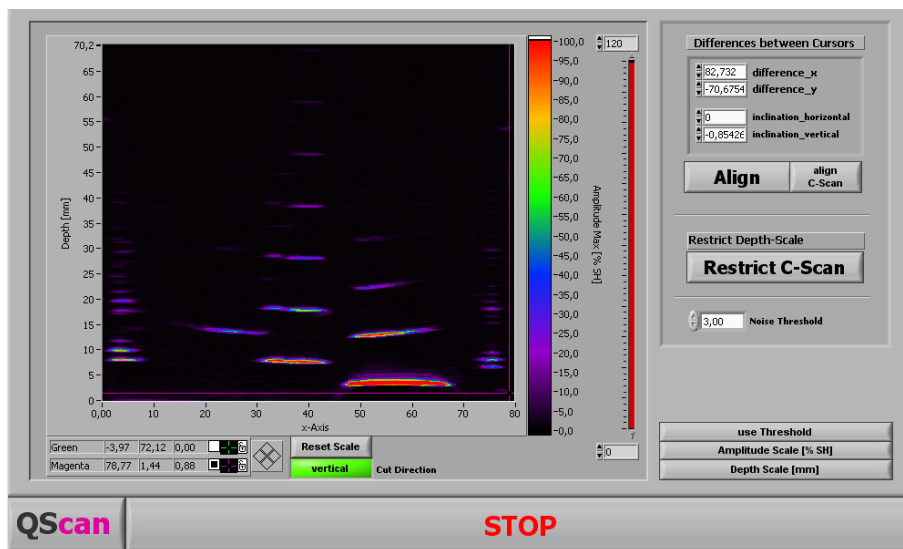 70,2
65
60
55
50
45
40
35
30
25
20
15
10
5
0
Depth [mm]
0,00 10 20 30 40 50 60 70 80
x-Axis
100,0
95,0
90,0
85,0
80,0
75,0
70,0
65,0
60,0
55,0
50,0
45,0
40,0
35,0
30,0
25,0
20,0
15,0
10,0
5,0
0,0
Amplitude Max [% SH]
120
0
Green -3,97 72,12 0,00
Magenta 78,77 1,44 0,88
Reset Scale
vertical Cut Direction
Differences between Cursors
82,732 difference_x
-70,6754 difference_y
0 inclination_horizontal
-0,85426 inclination_vertical
Align
align
C-Scan
Restrict Depth-Scale
Restrict C-Scan
3,00 Noise Threshold
use Threshold
Amplitude Scale [% SH]
Depth Scale [mm]
QScan
STOP